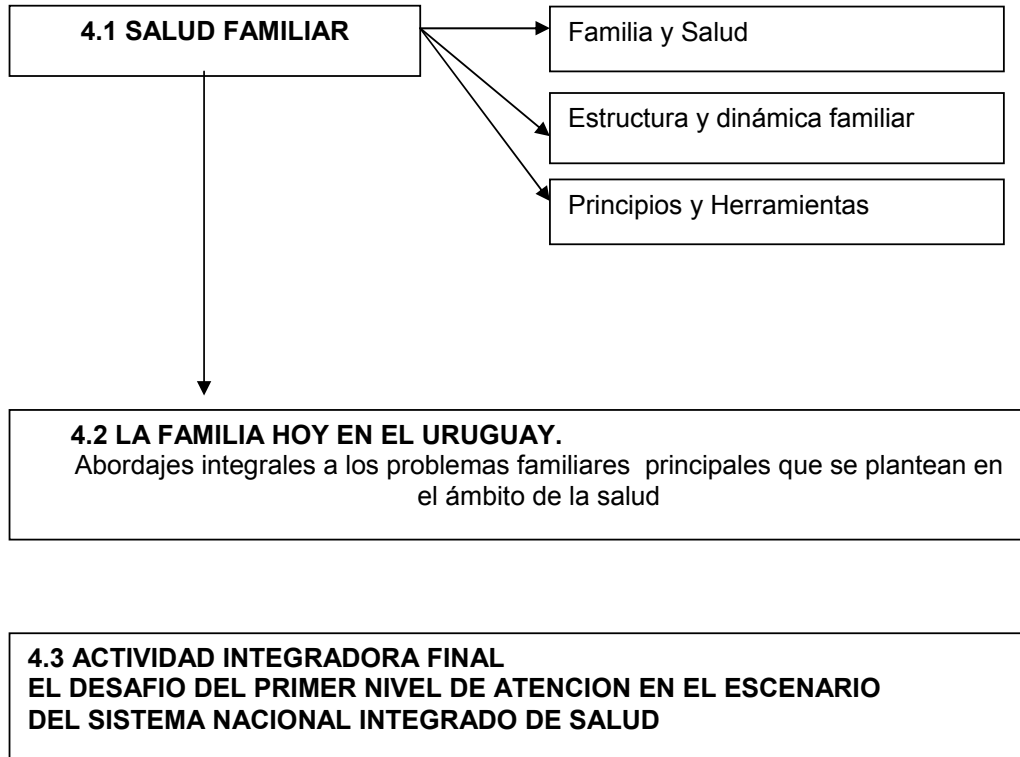 4.1 SALUD FAMILIAR
Familia y Salud
Estructura y dinámica familiar
Principios y Herramientas
4.2 LA FAMILIA HOY EN EL URUGUAY.
Abordajes integrales a los problemas familiares principales que se plantean en
el ámbito de la salud
4.3 ACTIVIDAD INTEGRADORA FINAL
EL DESAFIO DEL PRIMER NIVEL DE ATENCION EN EL ESCENARIO
DEL SISTEMA NACIONAL INTEGRADO DE SALUD